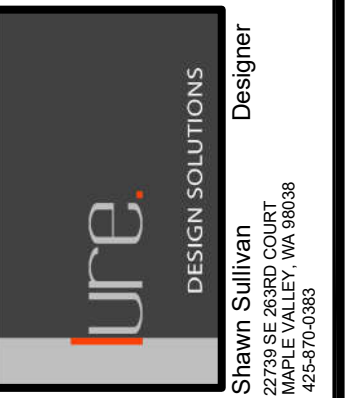 lure.
DESIGN SOLUTIONS
Shawn Sullivan Designer
22739 SE 263RD COURT
MAPLE VALLEY, WA 98038
425-870-0383